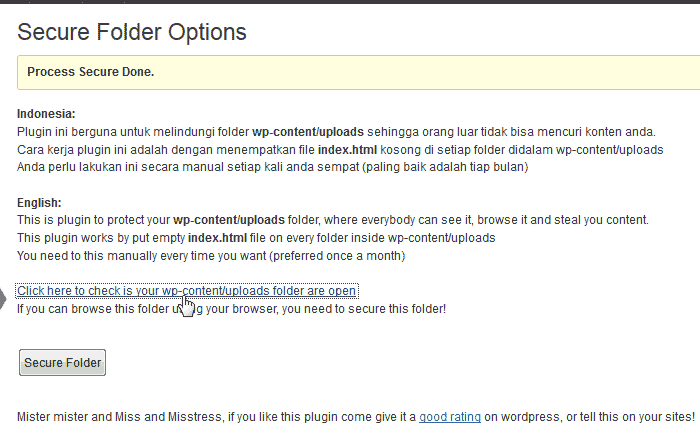 Secure Folder Options
Process Secure Done.
Indonesia:
Plugin ini berguna untuk melindungi folder wp-content/uploads sehingga orang luar tidak bisa mencuri konten anda.
Cara kerja plugin ini adalah dengan menempatkan file index.html kosong di setiap folder didalam wp-content/uploads
Anda perlu lakukan ini secara manual setiap kali anda sempat (paling baik adalah tiap bulan)
English:
This is plugin to protect your wp-content/uploads folder, where everybody can see it, browse it and steal you content.
This plugin works by put empty index.html file on every folder inside wp-content/uploads
You need to this manually every time you want (preferred once a month)
Click here to check is your wp-content/uploads folder are open
If you can browse this folder using your browser, you need to secure this folder!
Secure Folder
Mister mister and Miss and Misstress, if you like this plugin come give it a good rating on wordpress, or tell this on your sites!